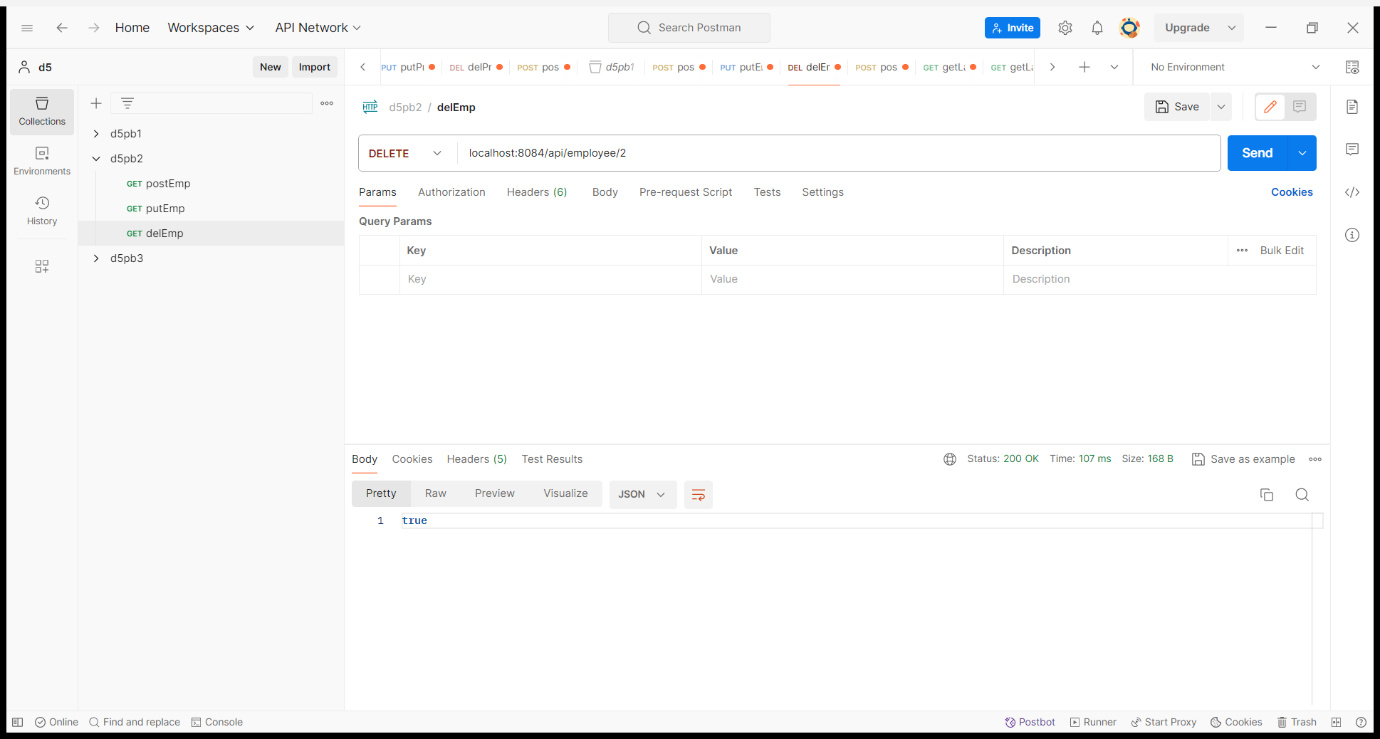 Home Workspaces API Network Search Postman Invite Upgrade
d5 New Import PUT putPr DEL delPr POST pos d5pb1 POST pos PUT putE DEL delEr POST pos GET getL GET getL No Environment
Collections
Environments
History
d5pb1
d5pb2
GET postEmp
GET putEmp
GET delEmp
d5pb3
HTTP d5pb2 / delEmp Save
DELETE localhost:8084/api/employee/2 Send
Params Authorization Headers (6) Body Pre-request Script Tests Settings Cookies
Query Params
Key Value Description Bulk Edit
Key Value Description
Body Cookies Headers (5) Test Results Status: 200 OK Time: 107 ms Size: 168 B Save as example
Pretty Raw Preview Visualize JSON
1 true
Online Find and replace Console Postbot Runner Start Proxy Cookies Trash